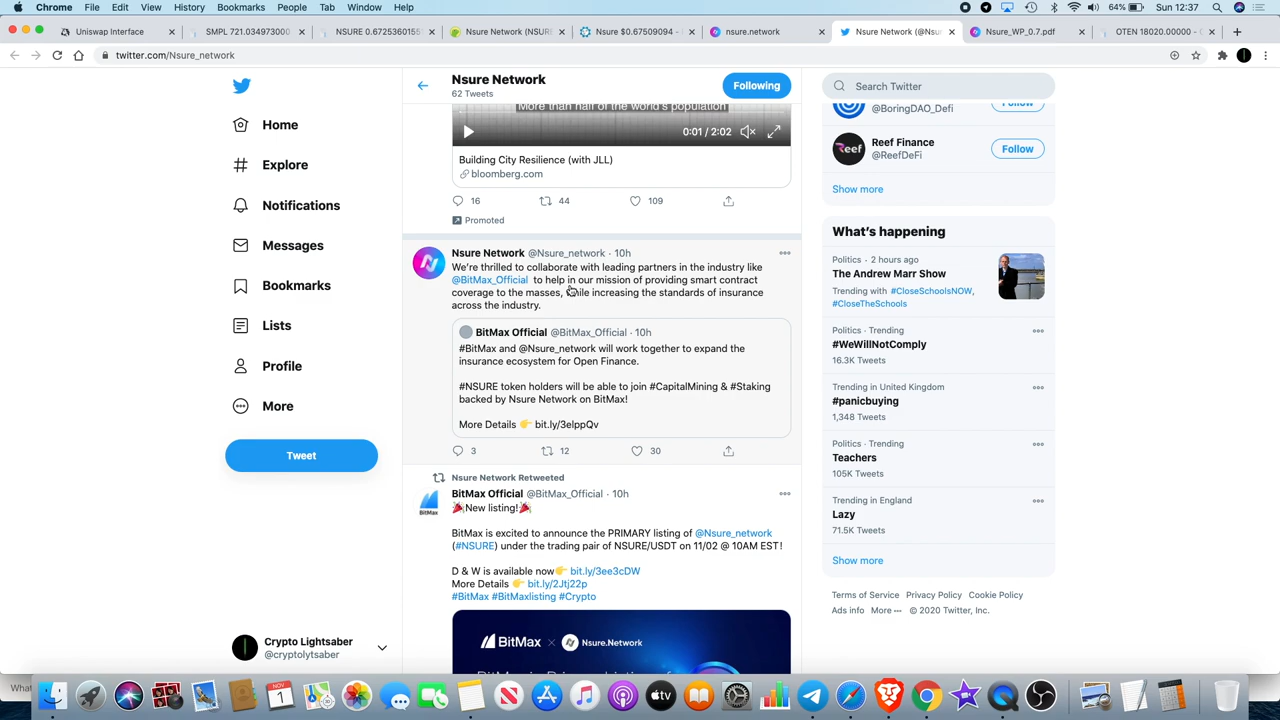 Chrome File Edit View History Bookmarks People Tab Window Help 64% Sun 12:37
Uniswap Interface SMPL 721.034973000 NSURE 0.6725360155 Nsure Network (NSUR Nsure $0.67509094 - nsure.network Nsure Network (@Nsu Nsure_WP_0.7.pdf OTEN 18020.00000 -
twitter.com/Nsure_network
Nsure Network
62 Tweets
Following
Search Twitter
Home
Explore
Notifications
Messages
Bookmarks
Lists
Profile
More
Tweet
Crypto Lightsaber
@cryptolytsaber
More than half of the world's population
0:01 / 2:02
Building City Resilience (with JLL)
bloomberg.com
16 44 109
Promoted
Nsure Network @Nsure_network · 10h
We're thrilled to collaborate with leading partners in the industry like
@BitMax_Official to help in our mission of providing smart contract
coverage to the masses, while increasing the standards of insurance
across the industry.
BitMax Official @BitMax_Official · 10h
#BitMax and @Nsure_network will work together to expand the
insurance ecosystem for Open Finance.
#NSURE token holders will be able to join #CapitalMining & #Staking
backed by Nsure Network on BitMax!
More Details 👉 bit.ly/3elppQv
3 12 30
Nsure Network Retweeted
BitMax Official @BitMax_Official · 10h
🎉New listing!🎉
BitMax is excited to announce the PRIMARY listing of @Nsure_network
(#NSURE) under the trading pair of NSURE/USDT on 11/02 @ 10AM EST!
D & W is available now👉 bit.ly/3ee3cDW
More Details 👉 bit.ly/2Jtj22p
#BitMax #BitMaxlisting #Crypto
BitMax
BitMax × Nsure.Network
@BoringDAO_Defi
Follow
Reef
Reef Finance
@ReefDeFi
Follow
Show more
What's happening
Politics · 2 hours ago
The Andrew Marr Show
Trending with #CloseSchoolsNOW,
#CloseTheSchools
Politics · Trending
#WeWillNotComply
16.3K Tweets
Trending in United Kingdom
#panicbuying
1,348 Tweets
Politics · Trending
Teachers
105K Tweets
Trending in England
Lazy
71.5K Tweets
Show more
Terms of Service Privacy Policy Cookie Policy
Ads info More ••• © 2020 Twitter, Inc.
NOV
1
tv